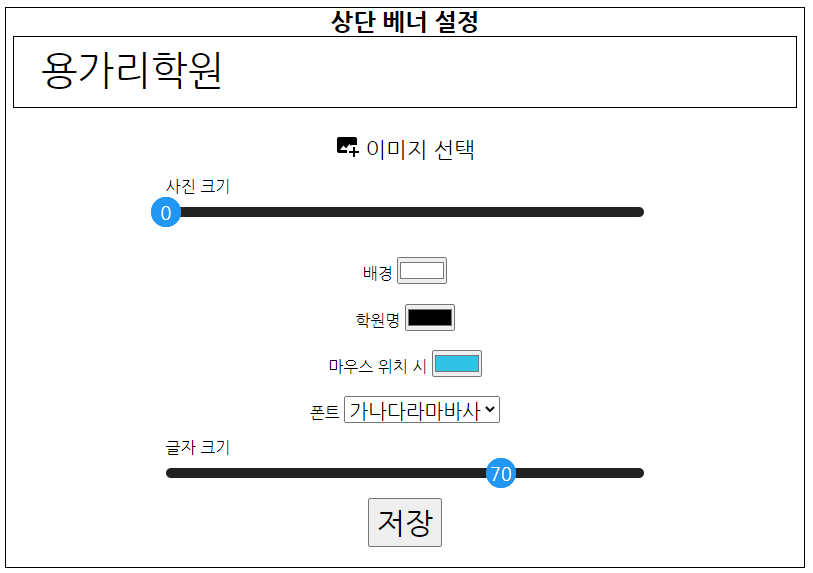 상단 베너 설정
용가리학원
이미지 선택
사진 크기
0
배경
학원명
마우스 위치 시
폰트 가나다라마바사
글자 크기
70
저장